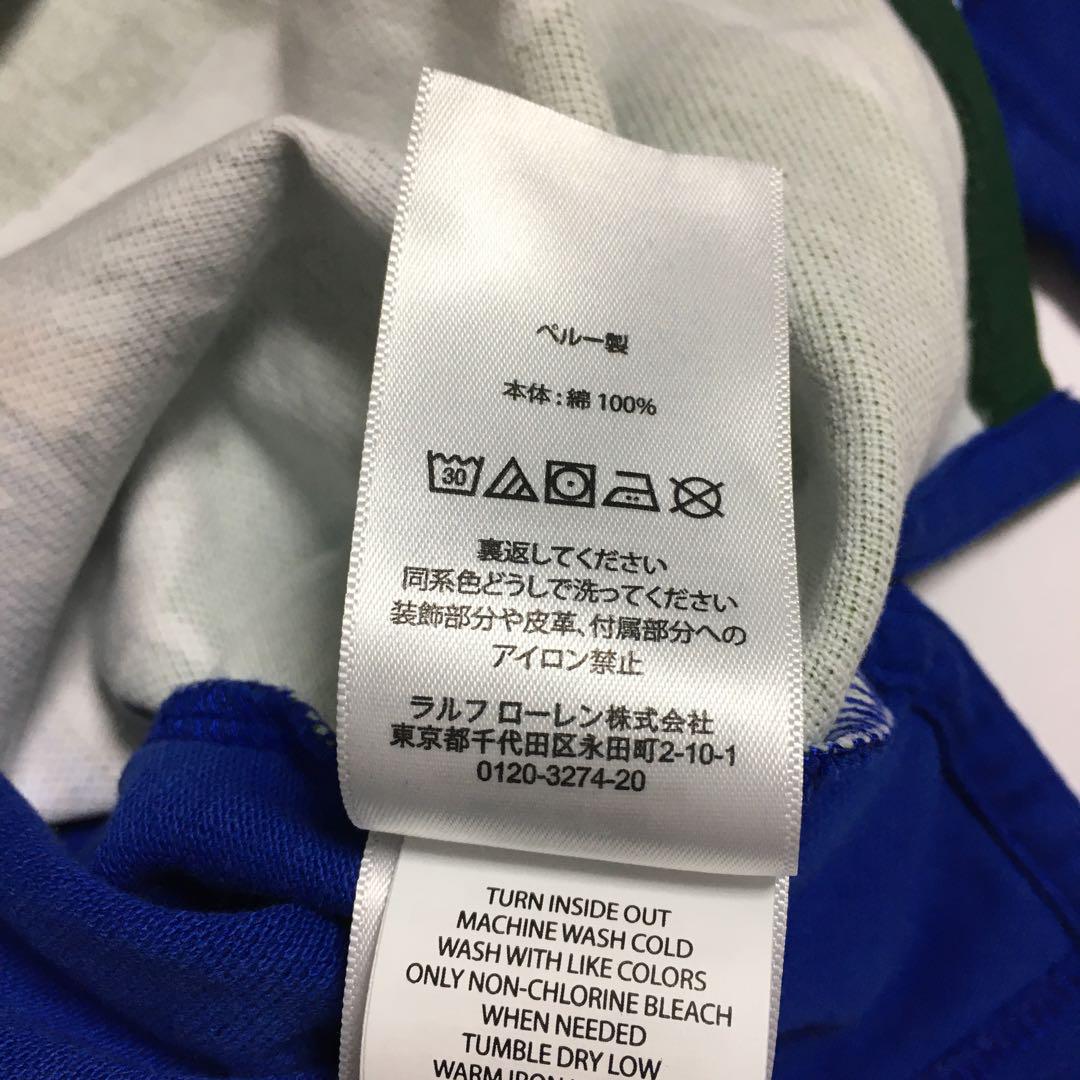 ペルー製
本体:綿 100%
30
裏返してください
同系色どうしで洗ってください
装飾部分や皮革、付属部分への
アイロン禁止
ラルフ ローレン株式会社
東京都千代田区永田町2-10-1
0120-3274-20
TURN INSIDE OUT
MACHINE WASH COLD
WASH WITH LIKE COLORS
ONLY NON-CHLORINE BLEACH
WHEN NEEDED
TUMBLE DRY LOW
WARM IRON